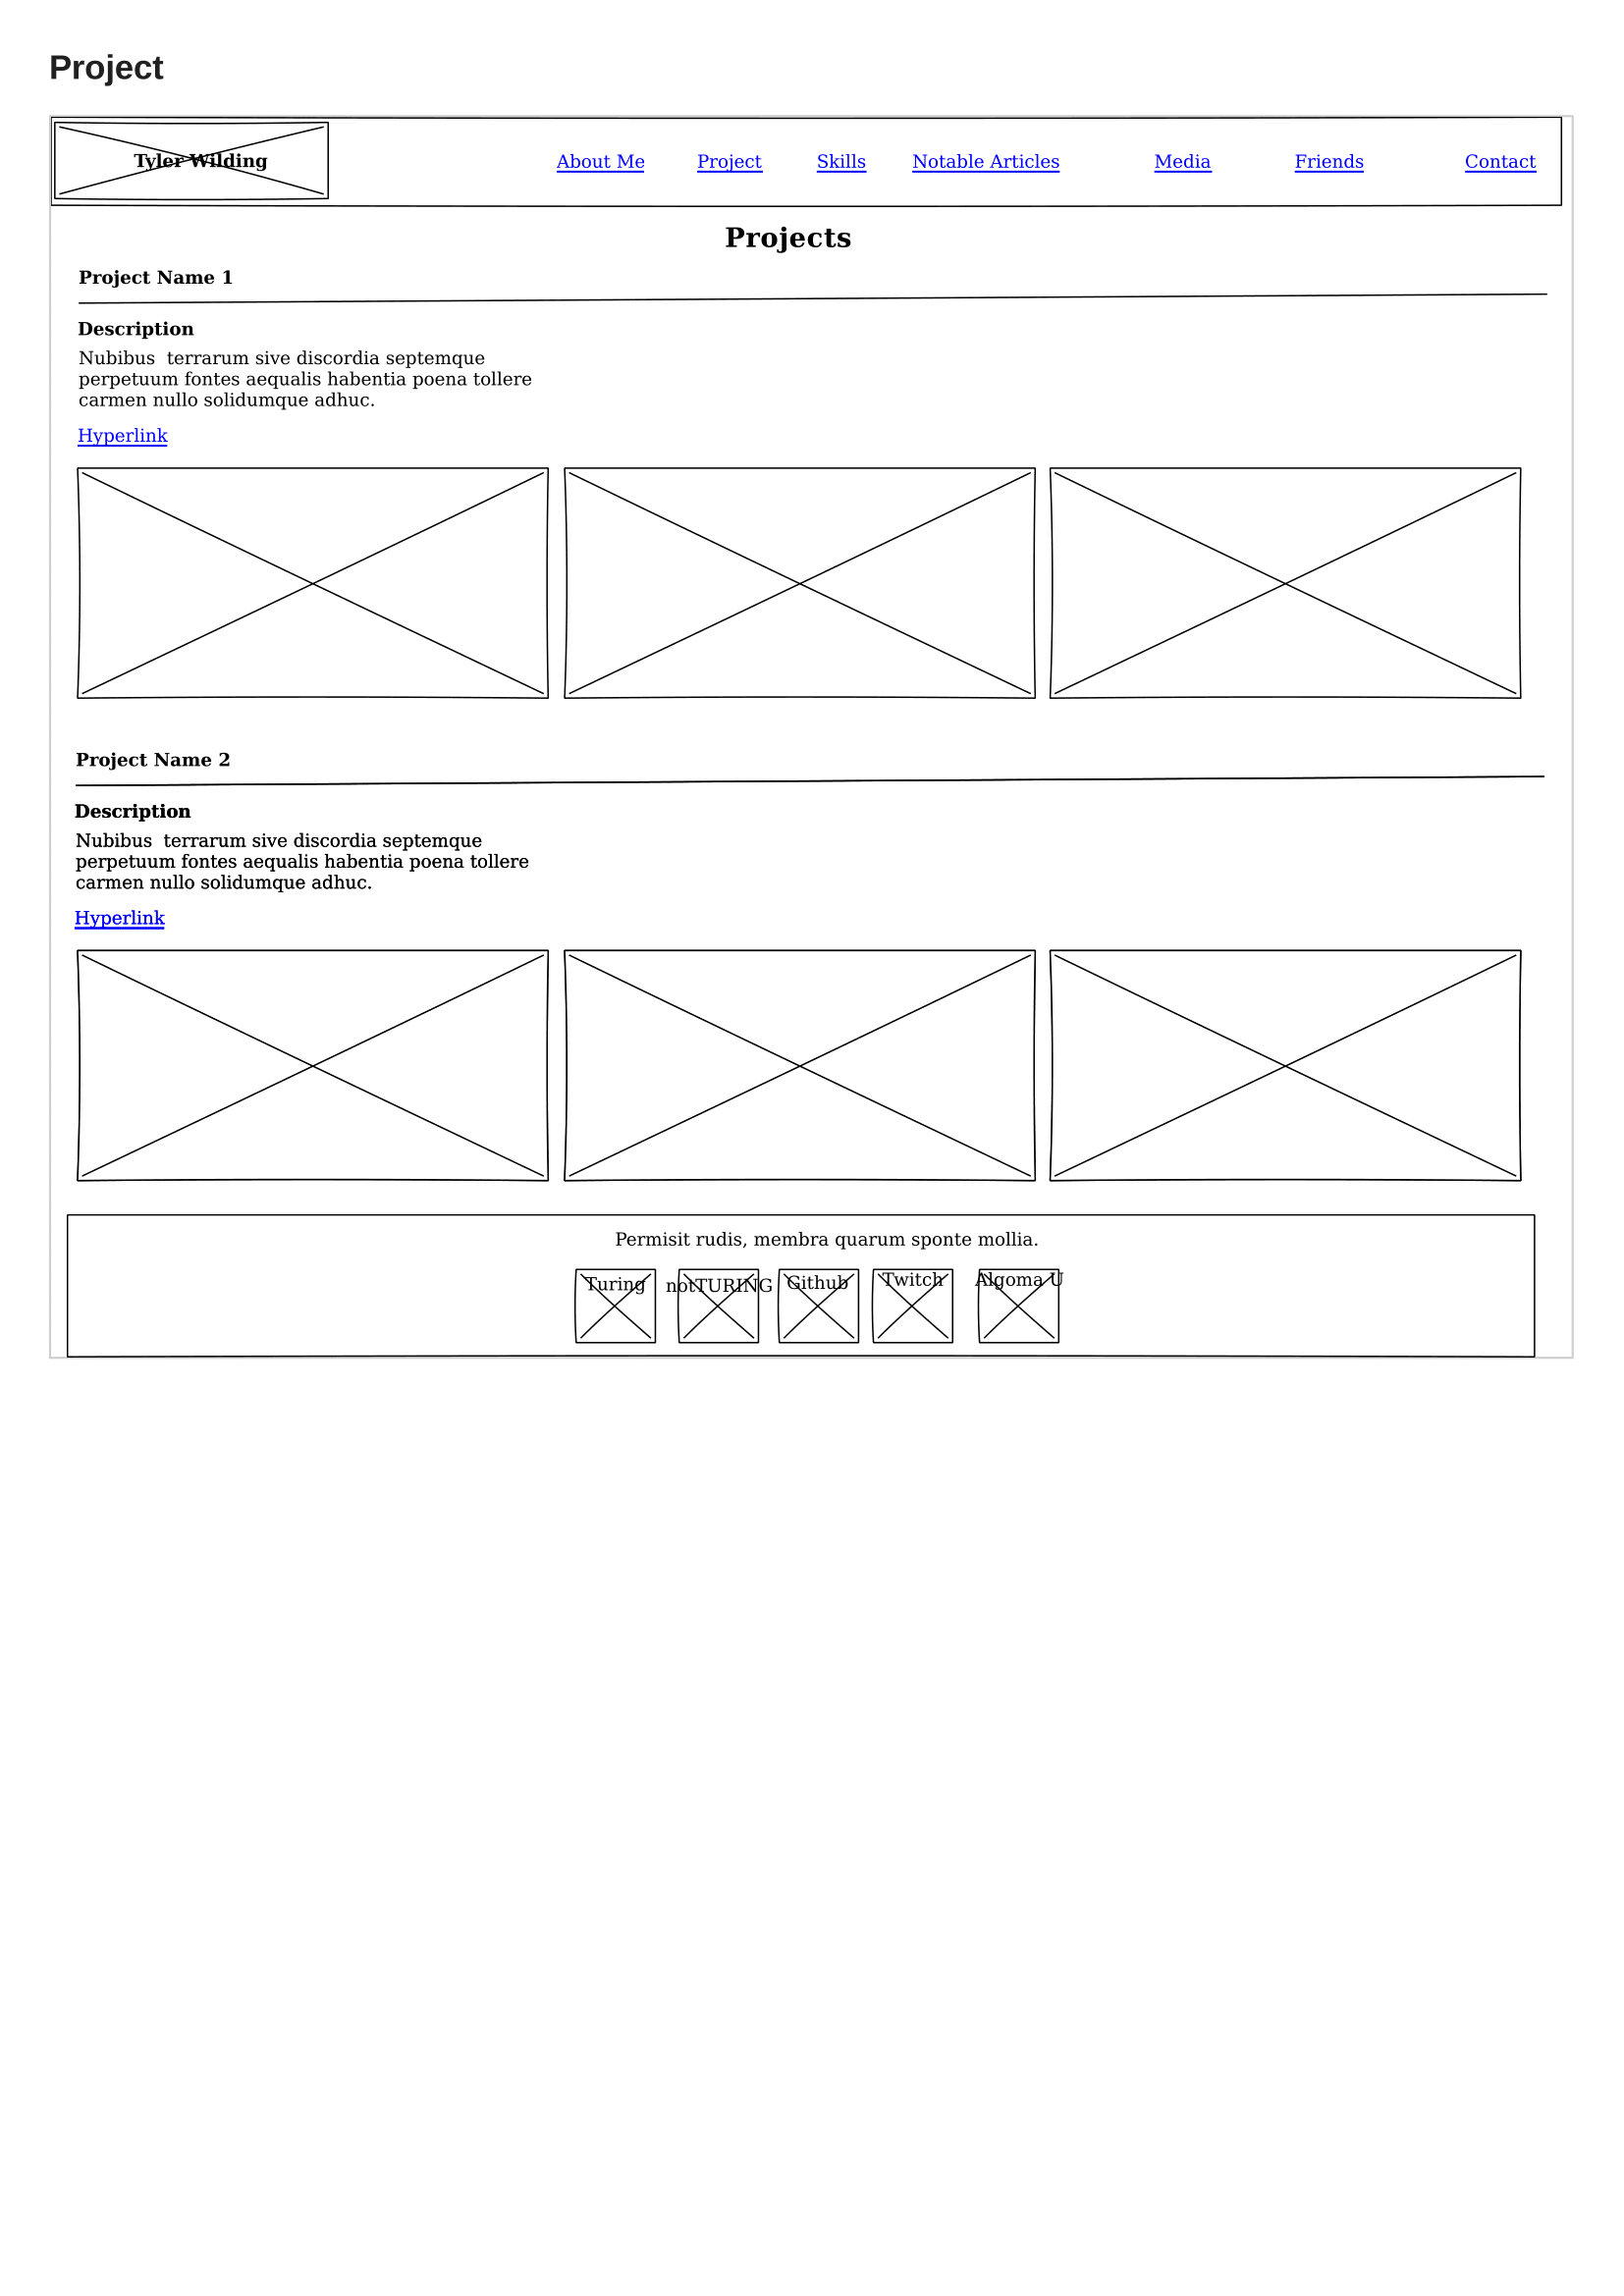 Project
Tyler Wilding
About Me Project Skills Notable Articles Media Friends Contact
Projects
Project Name 1
Description
Nubibus  terrarum sive discordia septemque
perpetuum fontes aequalis habentia poena tollere
carmen nullo solidumque adhuc.
Hyperlink
Project Name 2
Description
Nubibus  terrarum sive discordia septemque
perpetuum fontes aequalis habentia poena tollere
carmen nullo solidumque adhuc.
Hyperlink
Permisit rudis, membra quarum sponte mollia.
Turing notTURING Github Twitch Algoma U